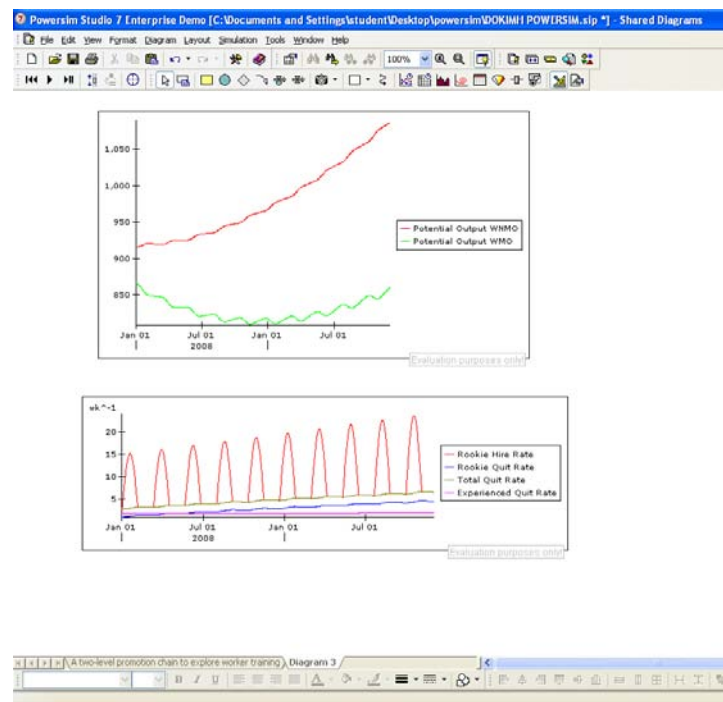 Powersim Studio 7 Enterprise Demo [C:\Documents and Settings\student\Desktop\powersim\DOKIMH POWERSIM.sip *] - Shared Diagrams
File Edit View Format Diagram Layout Simulation Tools Window Help
100%
1,050
1,000
950
900
850
Potential Output WNMO
Potential Output WMO
Jan 01 Jul 01 Jan 01 Jul 01
2008
Evaluation purposes only!
wk^-1
20
15
10
5
Rookie Hire Rate
Rookie Quit Rate
Total Quit Rate
Experienced Quit Rate
Jan 01 Jul 01 Jan 01 Jul 01
2008
Evaluation purposes only!
A two-level promotion chain to explore worker training Diagram 3
B I U A